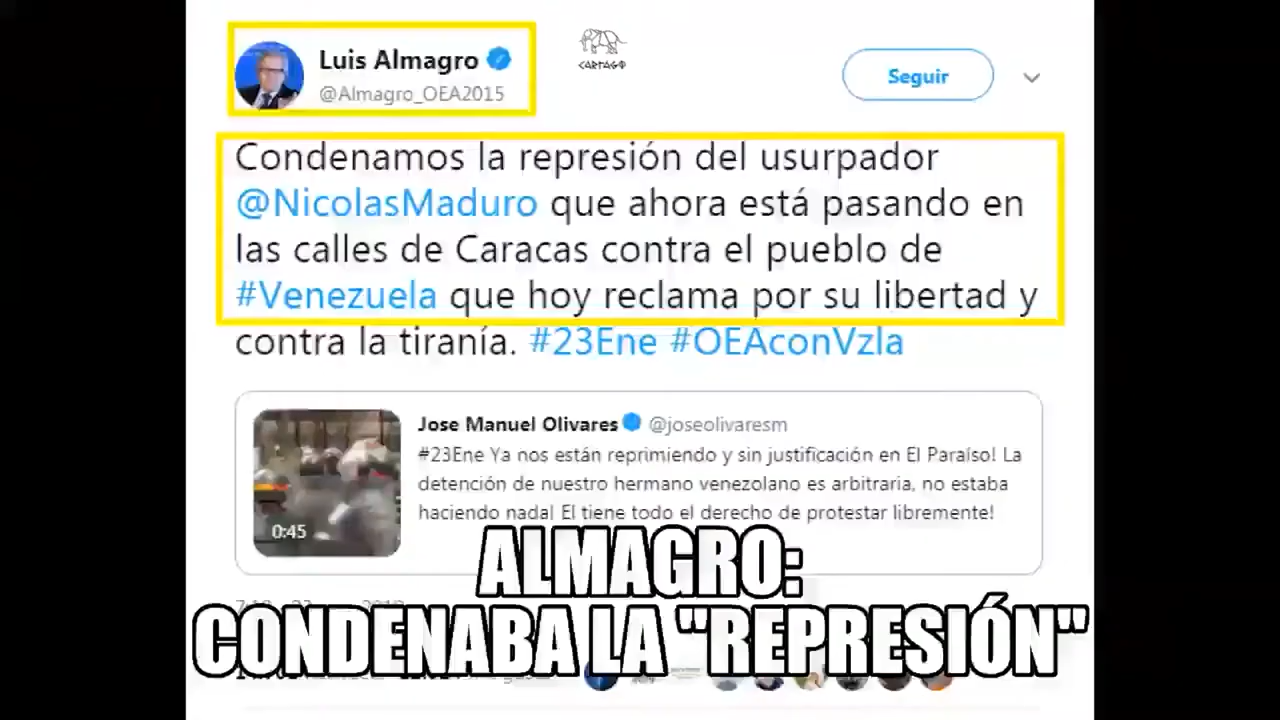 Luis Almagro
@Almagro_OEA2015
CARTAGO
Seguir
Condenamos la represión del usurpador
@NicolasMaduro que ahora está pasando en
las calles de Caracas contra el pueblo de
#Venezuela que hoy reclama por su libertad y
contra la tiranía. #23Ene #OEAconVzla
Jose Manuel Olivares @joseolivaresm
#23Ene Ya nos están reprimiendo y sin justificación en El Paraíso! La
detención de nuestro hermano venezolano es arbitraria, no estaba
haciendo nada! El tiene todo el derecho de protestar libremente!
0:45
ALMAGRO:
CONDENABA LA "REPRESIÓN"